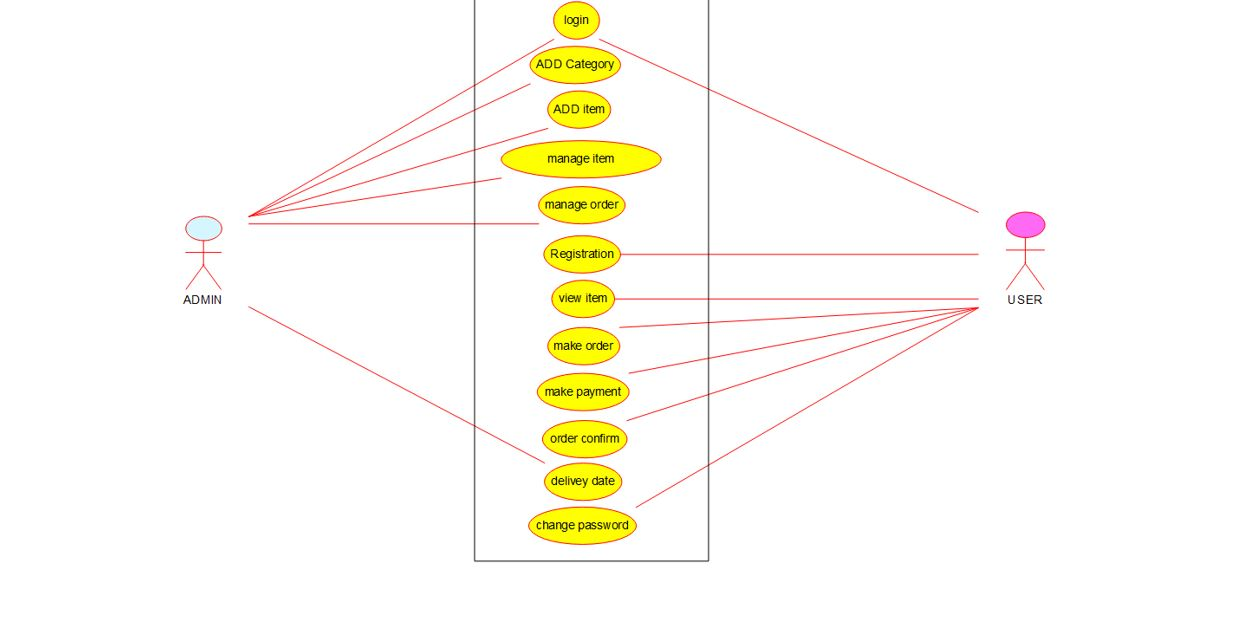 login
ADD Category
ADD item
manage item
manage order
Registration
view item
ADMIN
USER
make order
make payment
order confirm
delivey date
change password